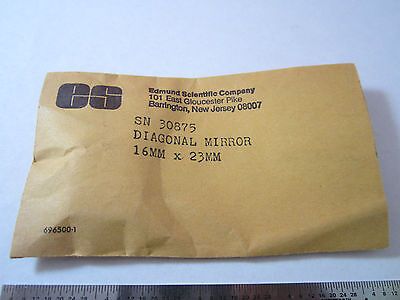 es
Edmund Scientific Company
101 East Gloucester Pike
Barrington, New Jersey 08007
SN 30875
DIAGONAL MIRROR
16MM x 23MM
696500-1